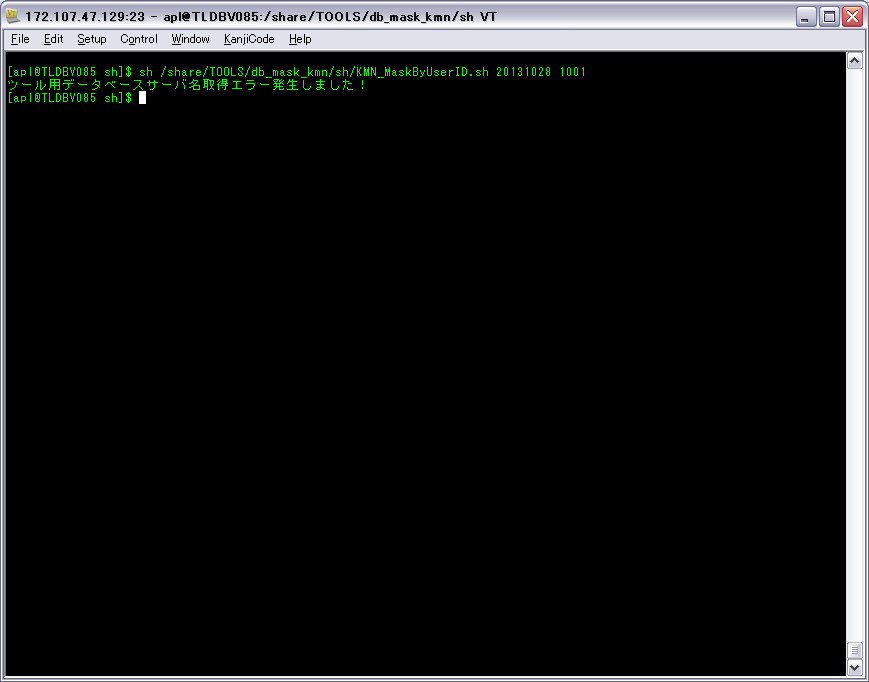 172.107.47.129:23 - apl@TLDBV085:/share/TOOLS/db_mask_kmn/sh VT
File Edit Setup Control Window KanjiCode Help
[apl@TLDBV085 sh]$ sh /share/TOOLS/db_mask_kmn/sh/KMN_MaskByUserID.sh 20131028 1001
ツール用データベースサーバ名取得エラー発生しました！
[apl@TLDBV085 sh]$